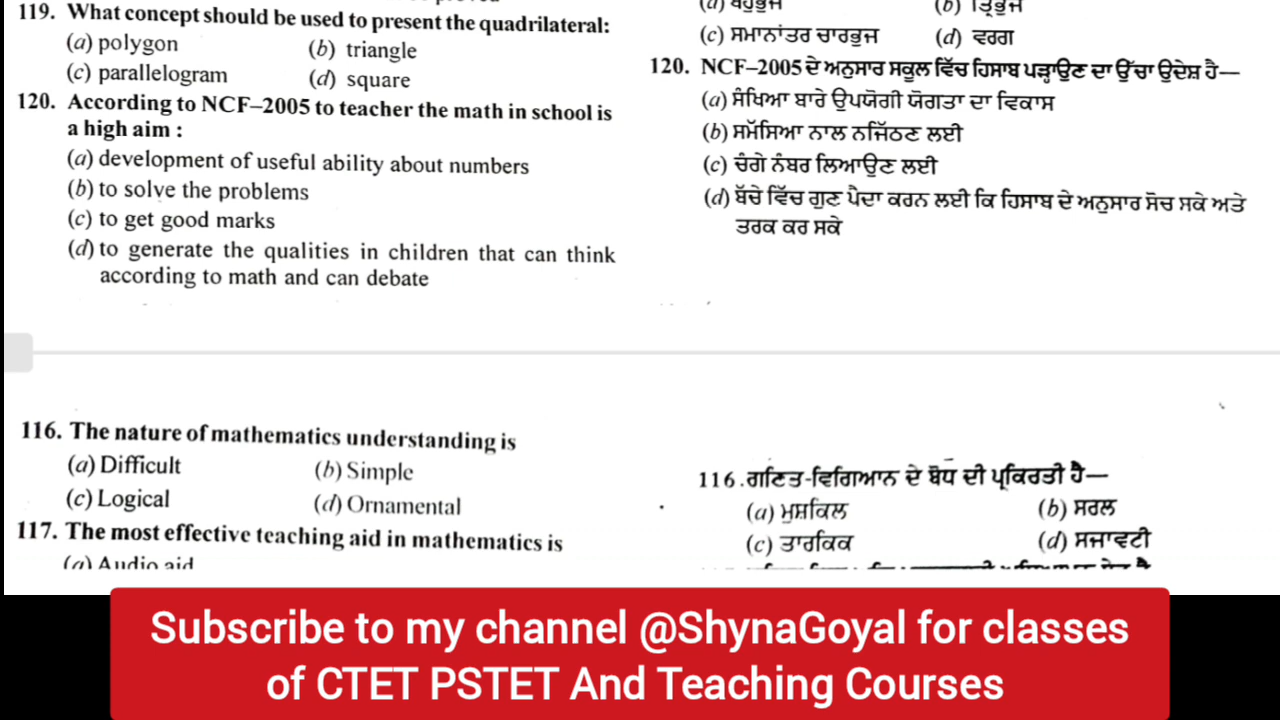 119. What concept should be used to present the quadrilateral:
(a) polygon (b) triangle
(c) parallelogram (d) square
120. According to NCF–2005 to teacher the math in school is
a high aim :
(a) development of useful ability about numbers
(b) to solve the problems
(c) to get good marks
(d) to generate the qualities in children that can think
according to math and can debate
(a) ਬਹੁਭੁਜ (b) ਤ੍ਰਿਭੁਜ
(c) ਸਮਾਨਾਂਤਰ ਚਾਰਭੁਜ (d) ਵਰਗ
120. NCF–2005 ਦੇ ਅਨੁਸਾਰ ਸਕੂਲ ਵਿੱਚ ਹਿਸਾਬ ਪੜ੍ਹਾਉਣ ਦਾ ਉੱਚਾ ਉਦੇਸ਼ ਹੈ—
(a) ਸੰਖਿਆ ਬਾਰੇ ਉਪਯੋਗੀ ਯੋਗਤਾ ਦਾ ਵਿਕਾਸ
(b) ਸਮੱਸਿਆ ਨਾਲ ਨਜਿੱਠਣ ਲਈ
(c) ਚੰਗੇ ਨੰਬਰ ਲਿਆਉਣ ਲਈ
(d) ਬੱਚੇ ਵਿੱਚ ਗੁਣ ਪੈਦਾ ਕਰਨ ਲਈ ਕਿ ਹਿਸਾਬ ਦੇ ਅਨੁਸਾਰ ਸੋਚ ਸਕੇ ਅਤੇ
ਤਰਕ ਕਰ ਸਕੇ
116. The nature of mathematics understanding is
(a) Difficult (b) Simple
(c) Logical (d) Ornamental
117. The most effective teaching aid in mathematics is
(a) Audio aid
116. ਗਣਿਤ-ਵਿਗਿਆਨ ਦੇ ਬੋਧ ਦੀ ਪ੍ਰਕਿਰਤੀ ਹੈ—
(a) ਮੁਸ਼ਕਿਲ (b) ਸਰਲ
(c) ਤਾਰਕਿਕ (d) ਸਜਾਵਟੀ
Subscribe to my channel @ShynaGoyal for classes
of CTET PSTET And Teaching Courses